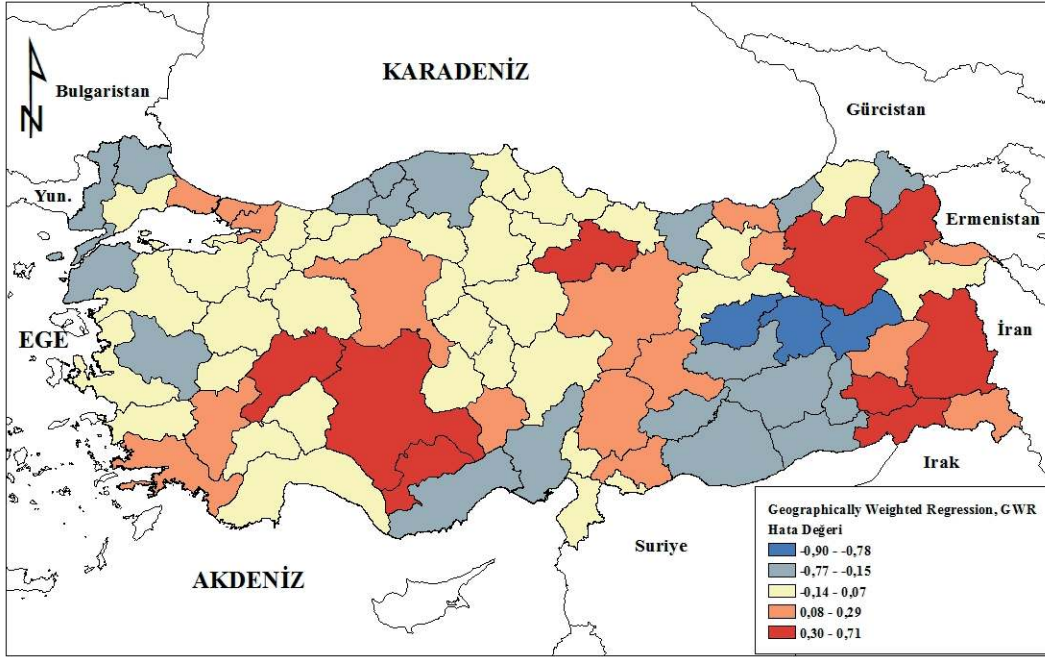 KARADENİZ
Bulgaristan
N
Gürcistan
Yun.
Ermenistan
EGE
İran
Irak
Suriye
AKDENİZ
Geographically Weighted Regression, GWR
Hata Değeri
-0,90 - -0,78
-0,77 - -0,15
-0,14 - 0,07
0,08 - 0,29
0,30 - 0,71